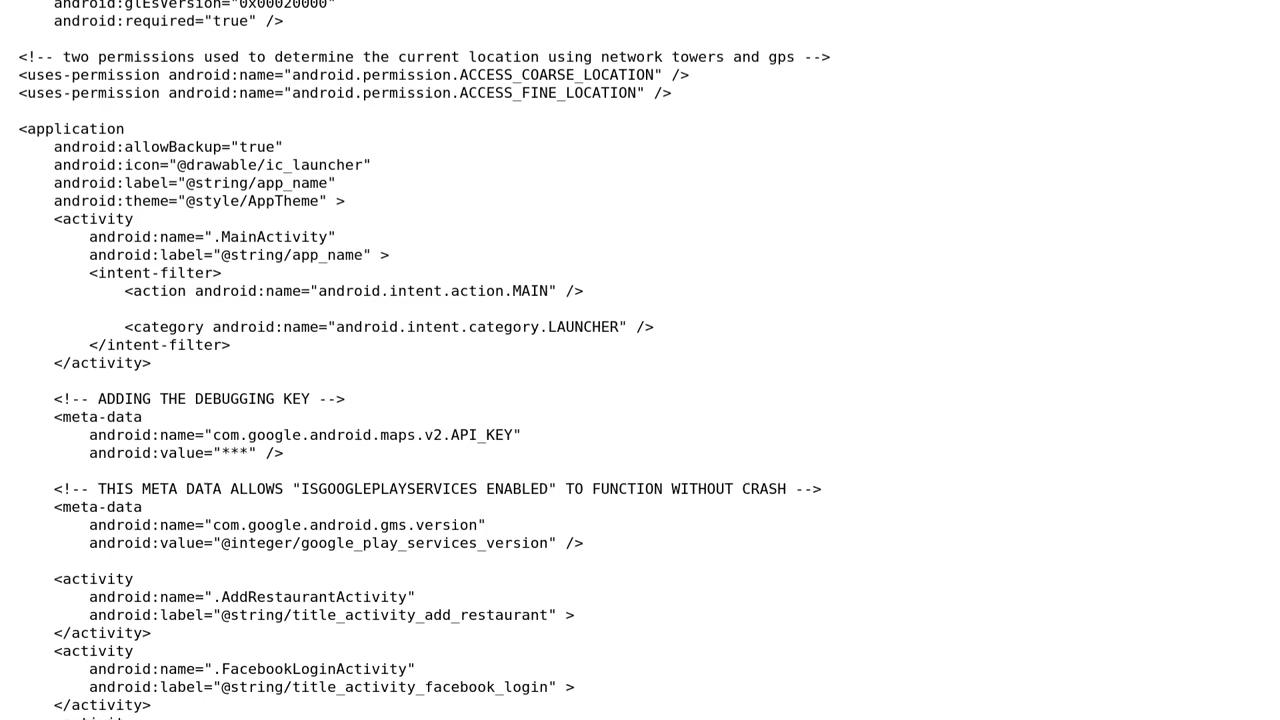 android:glEsVersion="0x00020000"
android:required="true" />
<!-- two permissions used to determine the current location using network towers and gps -->
<uses-permission android:name="android.permission.ACCESS_COARSE_LOCATION" />
<uses-permission android:name="android.permission.ACCESS_FINE_LOCATION" />
<application
android:allowBackup="true"
android:icon="@drawable/ic_launcher"
android:label="@string/app_name"
android:theme="@style/AppTheme" >
<activity
android:name=".MainActivity"
android:label="@string/app_name" >
<intent-filter>
<action android:name="android.intent.action.MAIN" />
<category android:name="android.intent.category.LAUNCHER" />
</intent-filter>
</activity>
<!-- ADDING THE DEBUGGING KEY -->
<meta-data
android:name="com.google.android.maps.v2.API_KEY"
android:value="***" />
<!-- THIS META DATA ALLOWS "ISGOOGLEPLAYSERVICES ENABLED" TO FUNCTION WITHOUT CRASH -->
<meta-data
android:name="com.google.android.gms.version"
android:value="@integer/google_play_services_version" />
<activity
android:name=".AddRestaurantActivity"
android:label="@string/title_activity_add_restaurant" >
</activity>
<activity
android:name=".FacebookLoginActivity"
android:label="@string/title_activity_facebook_login" >
</activity>